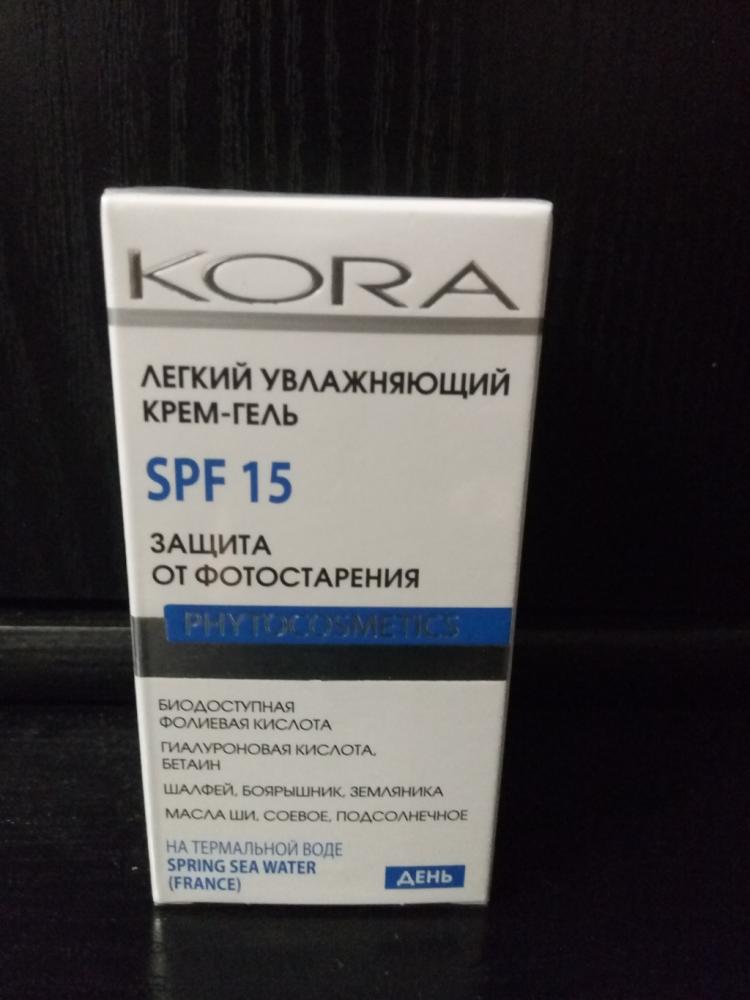 KORA
ЛЕГКИЙ УВЛАЖНЯЮЩИЙ
КРЕМ-ГЕЛЬ
SPF 15
ЗАЩИТА
ОТ ФОТОСТАРЕНИЯ
PHYTOCOSMETICS
БИОДОСТУПНАЯ
ФОЛИЕВАЯ КИСЛОТА
ГИАЛУРОНОВАЯ КИСЛОТА,
БЕТАИН
ШАЛФЕЙ, БОЯРЫШНИК, ЗЕМЛЯНИКА
МАСЛА ШИ, СОЕВОЕ, ПОДСОЛНЕЧНОЕ
НА ТЕРМАЛЬНОЙ ВОДЕ
SPRING SEA WATER
(FRANCE)
ДЕНЬ